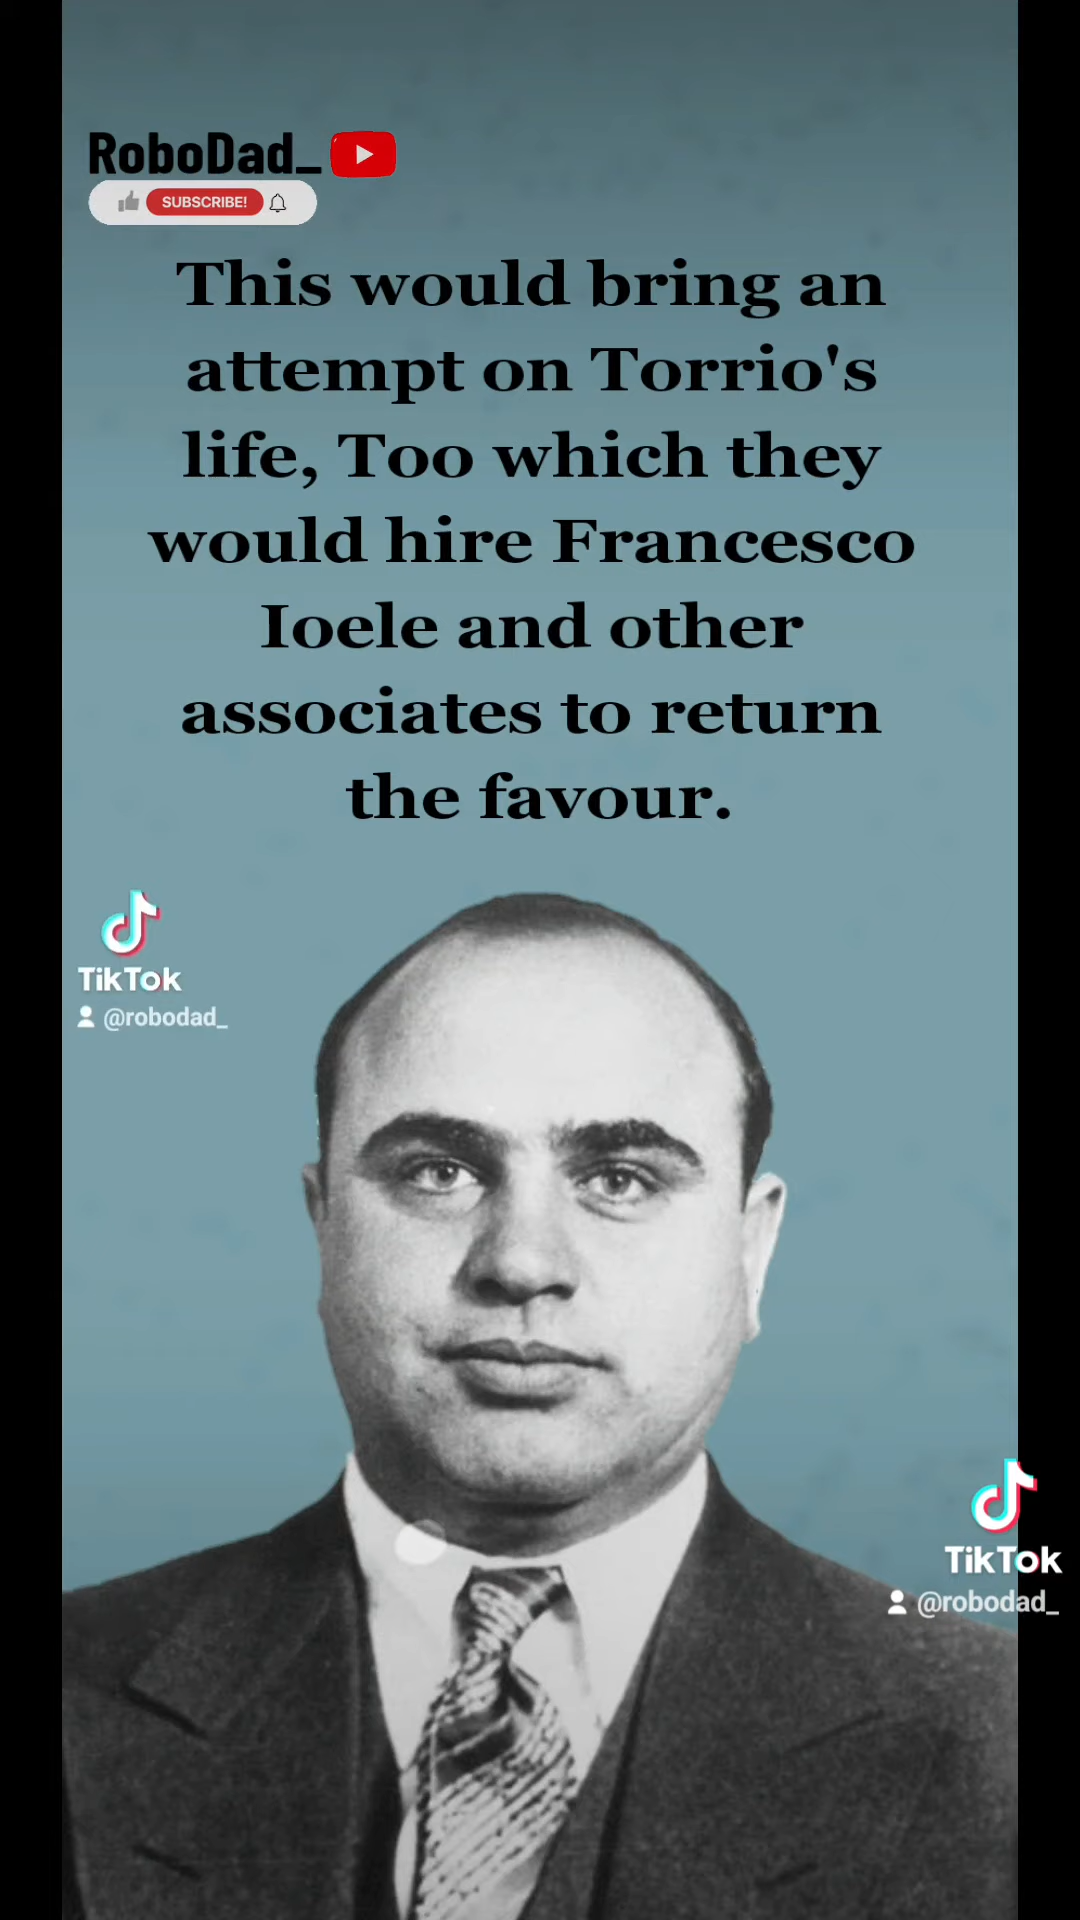 RoboDad_
SUBSCRIBE!
This would bring an
attempt on Torrio's
life, Too which they
would hire Francesco
Ioele and other
associates to return
the favour.
TikTok
@robodad_
TikTok
@robodad_